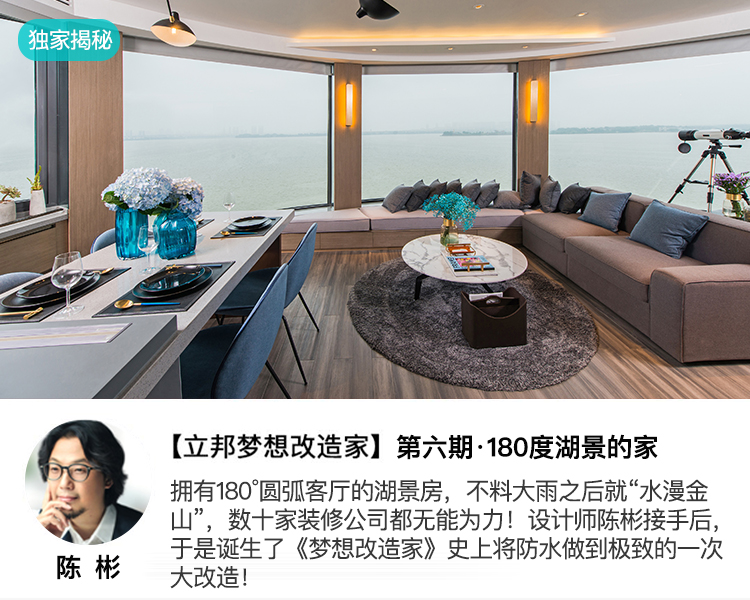 独家揭秘
【立邦梦想改造家】第六期·180度湖景的家
拥有180°圆弧客厅的湖景房，不料大雨之后就“水漫金
山”，数十家装修公司都无能为力！设计师陈彬接手后，
于是诞生了《梦想改造家》史上将防水做到极致的一次
大改造！
陈 彬